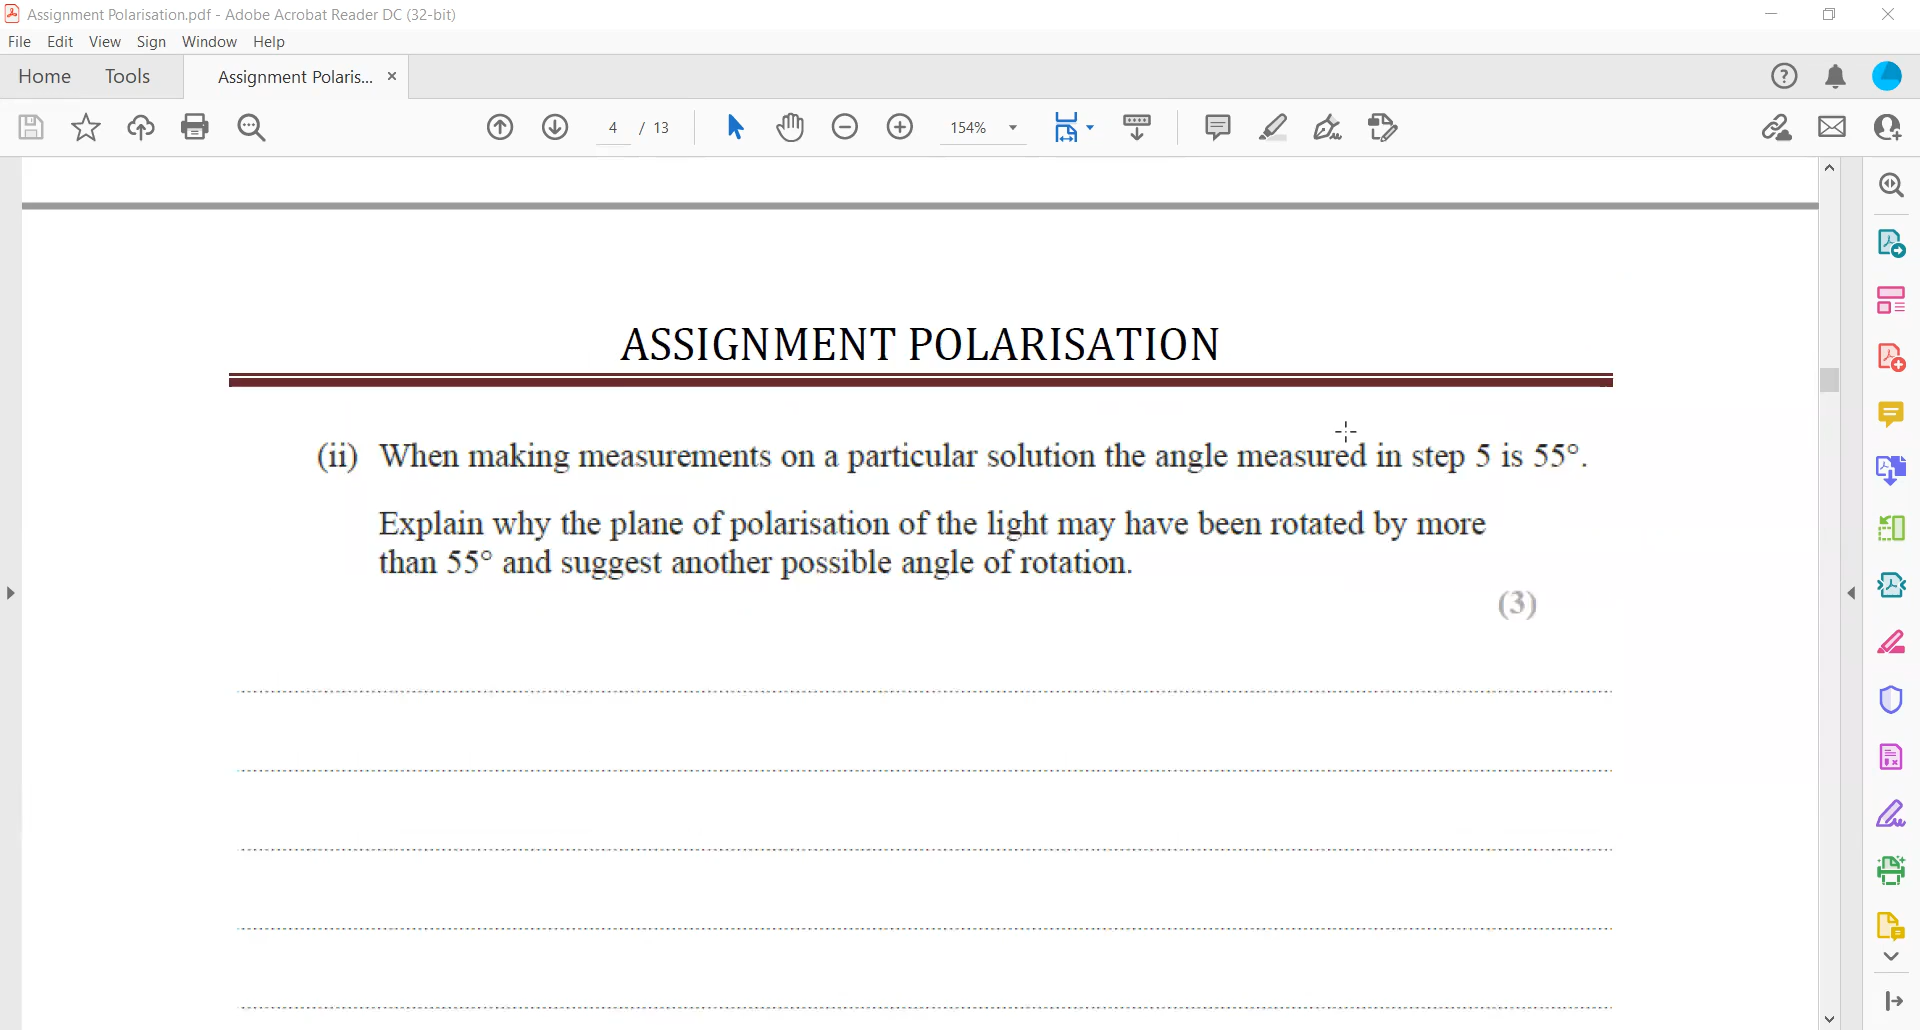 Assignment Polarisation.pdf - Adobe Acrobat Reader DC (32-bit)
File Edit View Sign Window Help
Home Tools Assignment Polaris... ×
4 / 13 154%
ASSIGNMENT POLARISATION
(ii) When making measurements on a particular solution the angle measured in step 5 is 55°.
Explain why the plane of polarisation of the light may have been rotated by more
than 55° and suggest another possible angle of rotation.
(3)